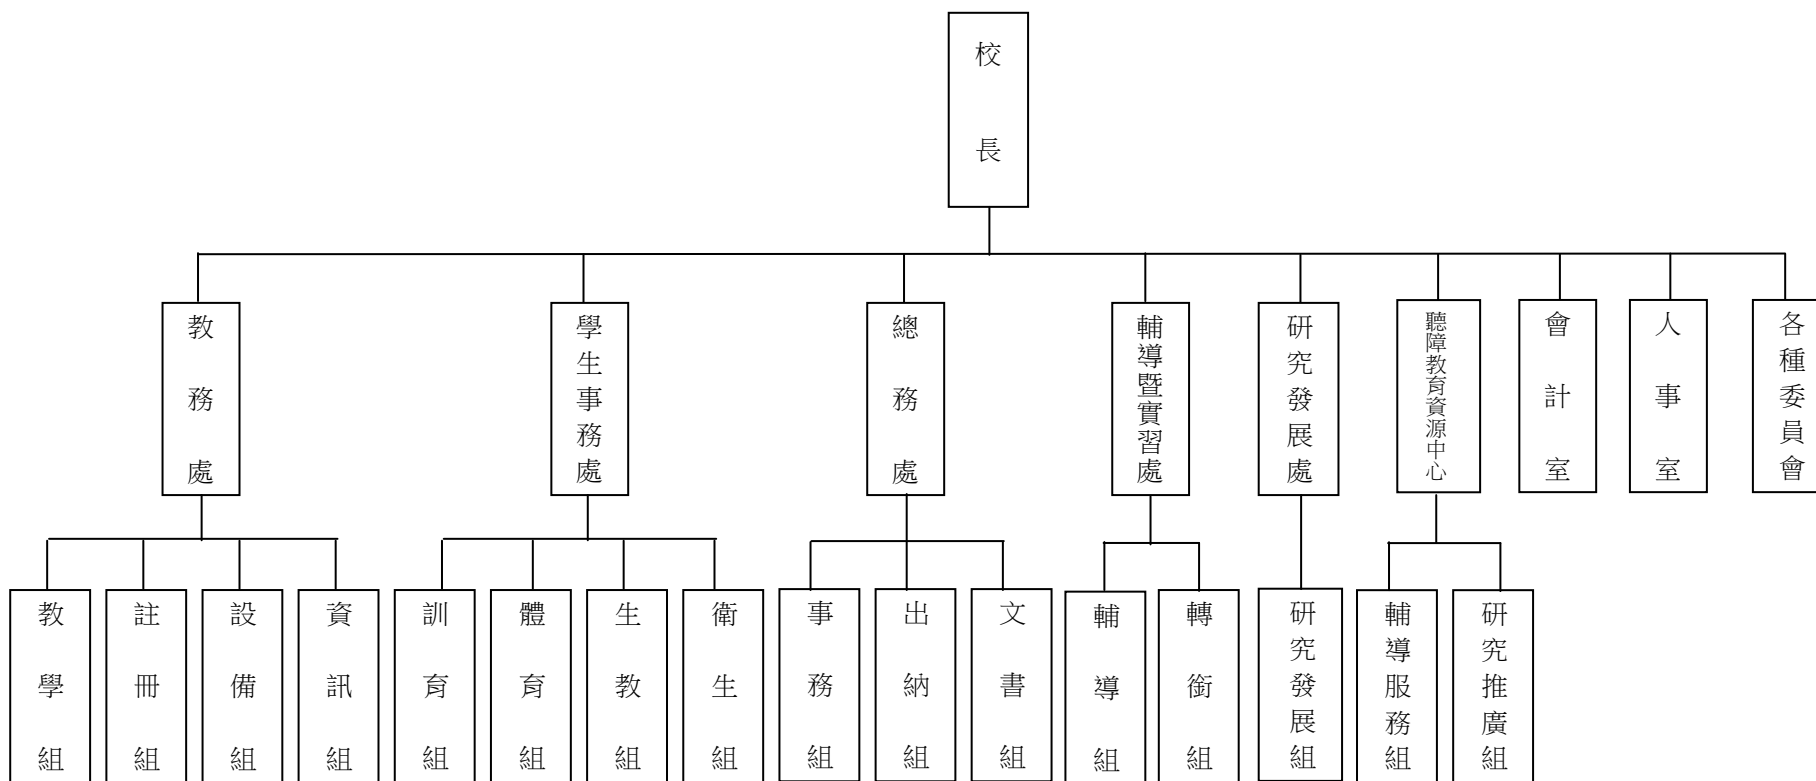 校長
教務處
學生事務處
總務處
輔導暨實習處
研究發展处
聽障教育資源中心
會計室
人事室
各種委員會
教學組
註冊組
設備組
資訊組
訓育組
體育組
生教組
衛生組
事務組
出納組
文書組
輔導組
轉銜組
研究發展組
輔導服務組
研究推廣組